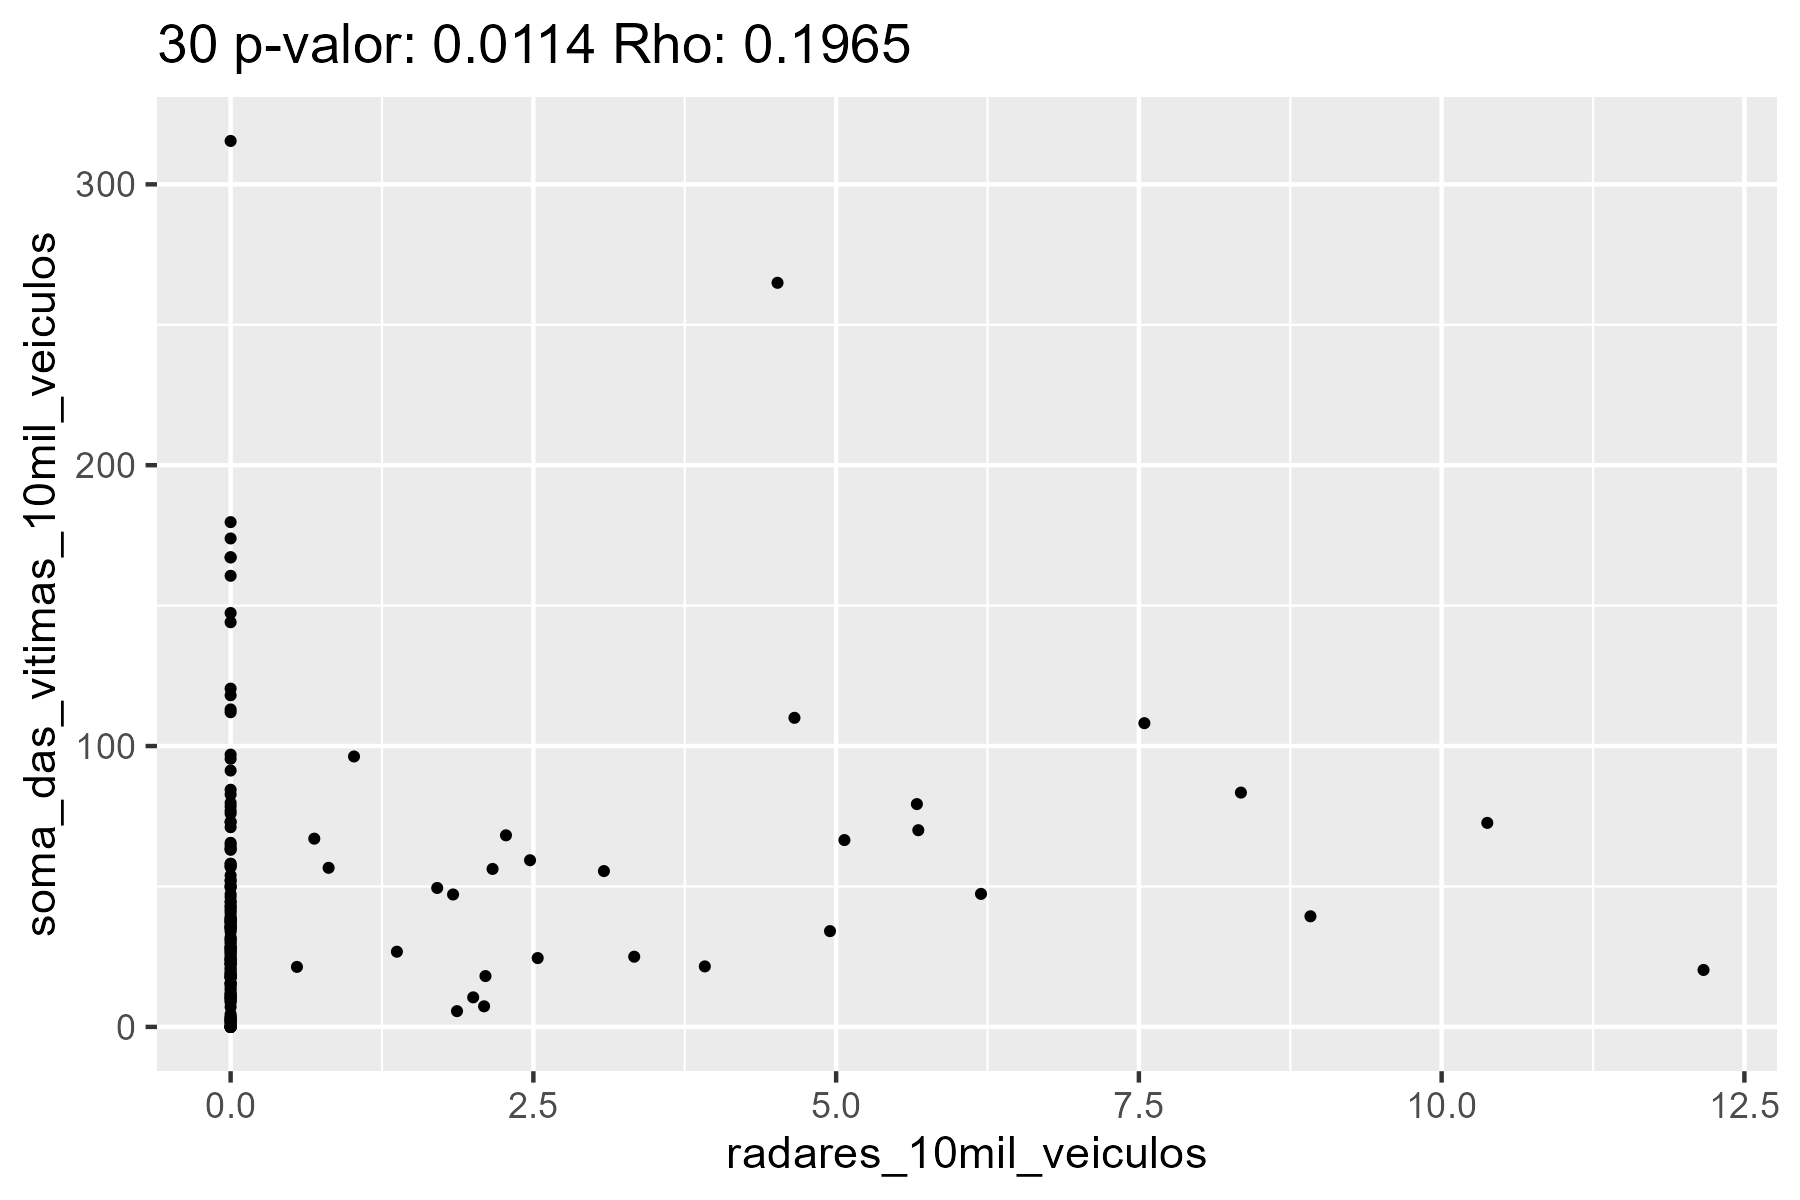 30 p-valor: 0.0114 Rho: 0.1965
soma_das_vitimas_10mil_veiculos
300
200
100
0
0.0 2.5 5.0 7.5 10.0 12.5
radares_10mil_veiculos